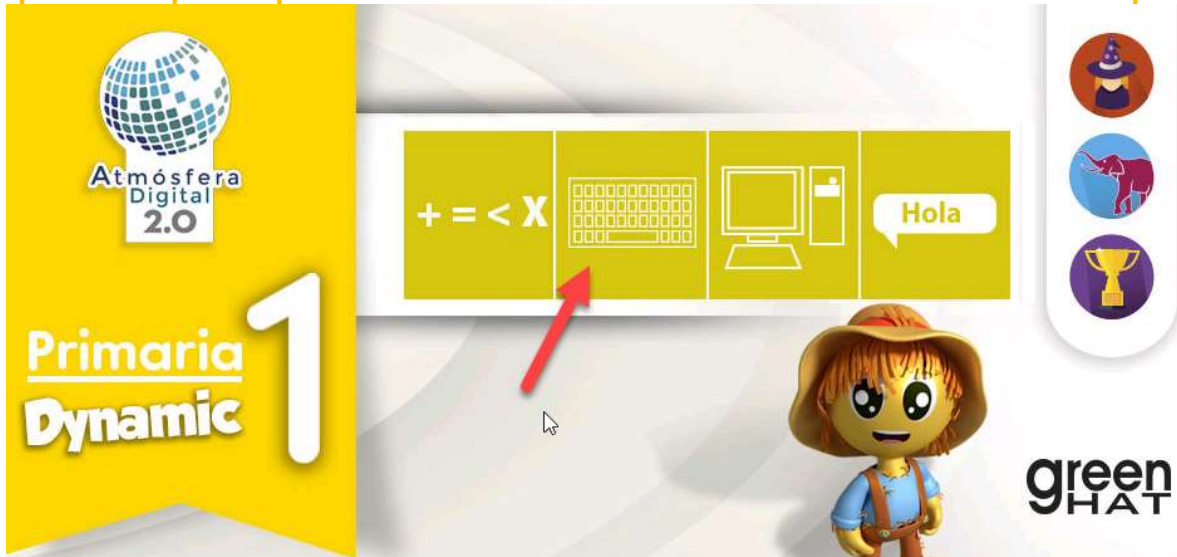 Atmósfera
Digital
2.0
Primaria
Dynamic
1
+ = < X
Hola
green
HAT